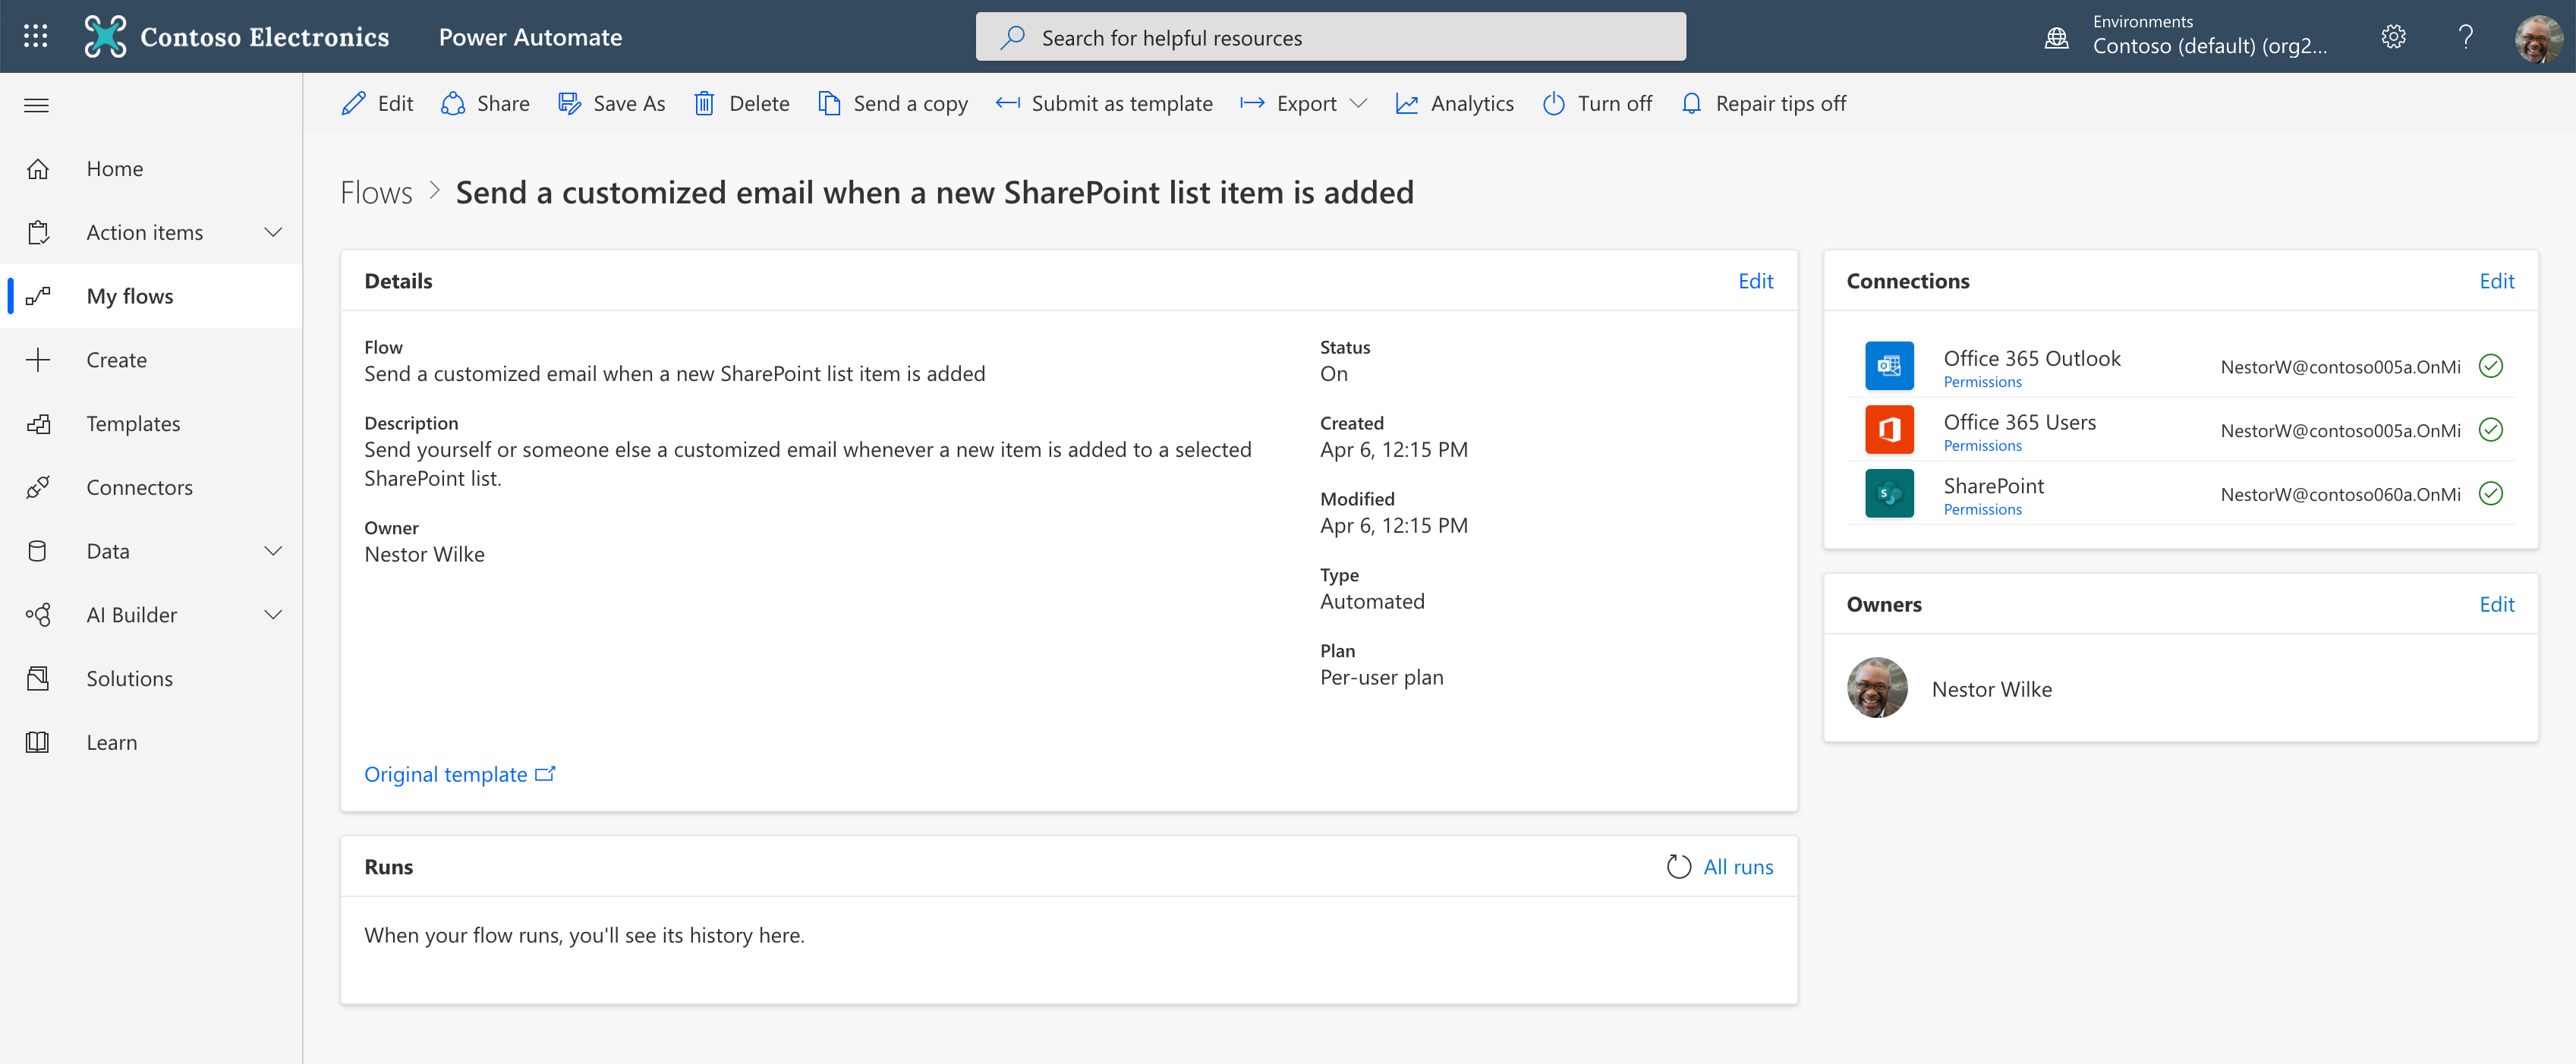 Contoso Electronics
Power Automate
Search for helpful resources
Environments
Contoso (default) (org2...
Edit
Share
Save As
Delete
Send a copy
Submit as template
Export
Analytics
Turn off
Repair tips off
Home
Action items
My flows
Create
Templates
Connectors
Data
AI Builder
Solutions
Learn
Flows > Send a customized email when a new SharePoint list item is added
Details
Edit
Flow
Send a customized email when a new SharePoint list item is added
Description
Send yourself or someone else a customized email whenever a new item is added to a selected
SharePoint list.
Owner
Nestor Wilke
Status
On
Created
Apr 6, 12:15 PM
Modified
Apr 6, 12:15 PM
Type
Automated
Plan
Per-user plan
Original template
Runs
All runs
When your flow runs, you'll see its history here.
Connections
Edit
Office 365 Outlook
Permissions
NestorW@contoso005a.OnMi
Office 365 Users
Permissions
NestorW@contoso005a.OnMi
SharePoint
Permissions
NestorW@contoso060a.OnMi
Owners
Edit
Nestor Wilke